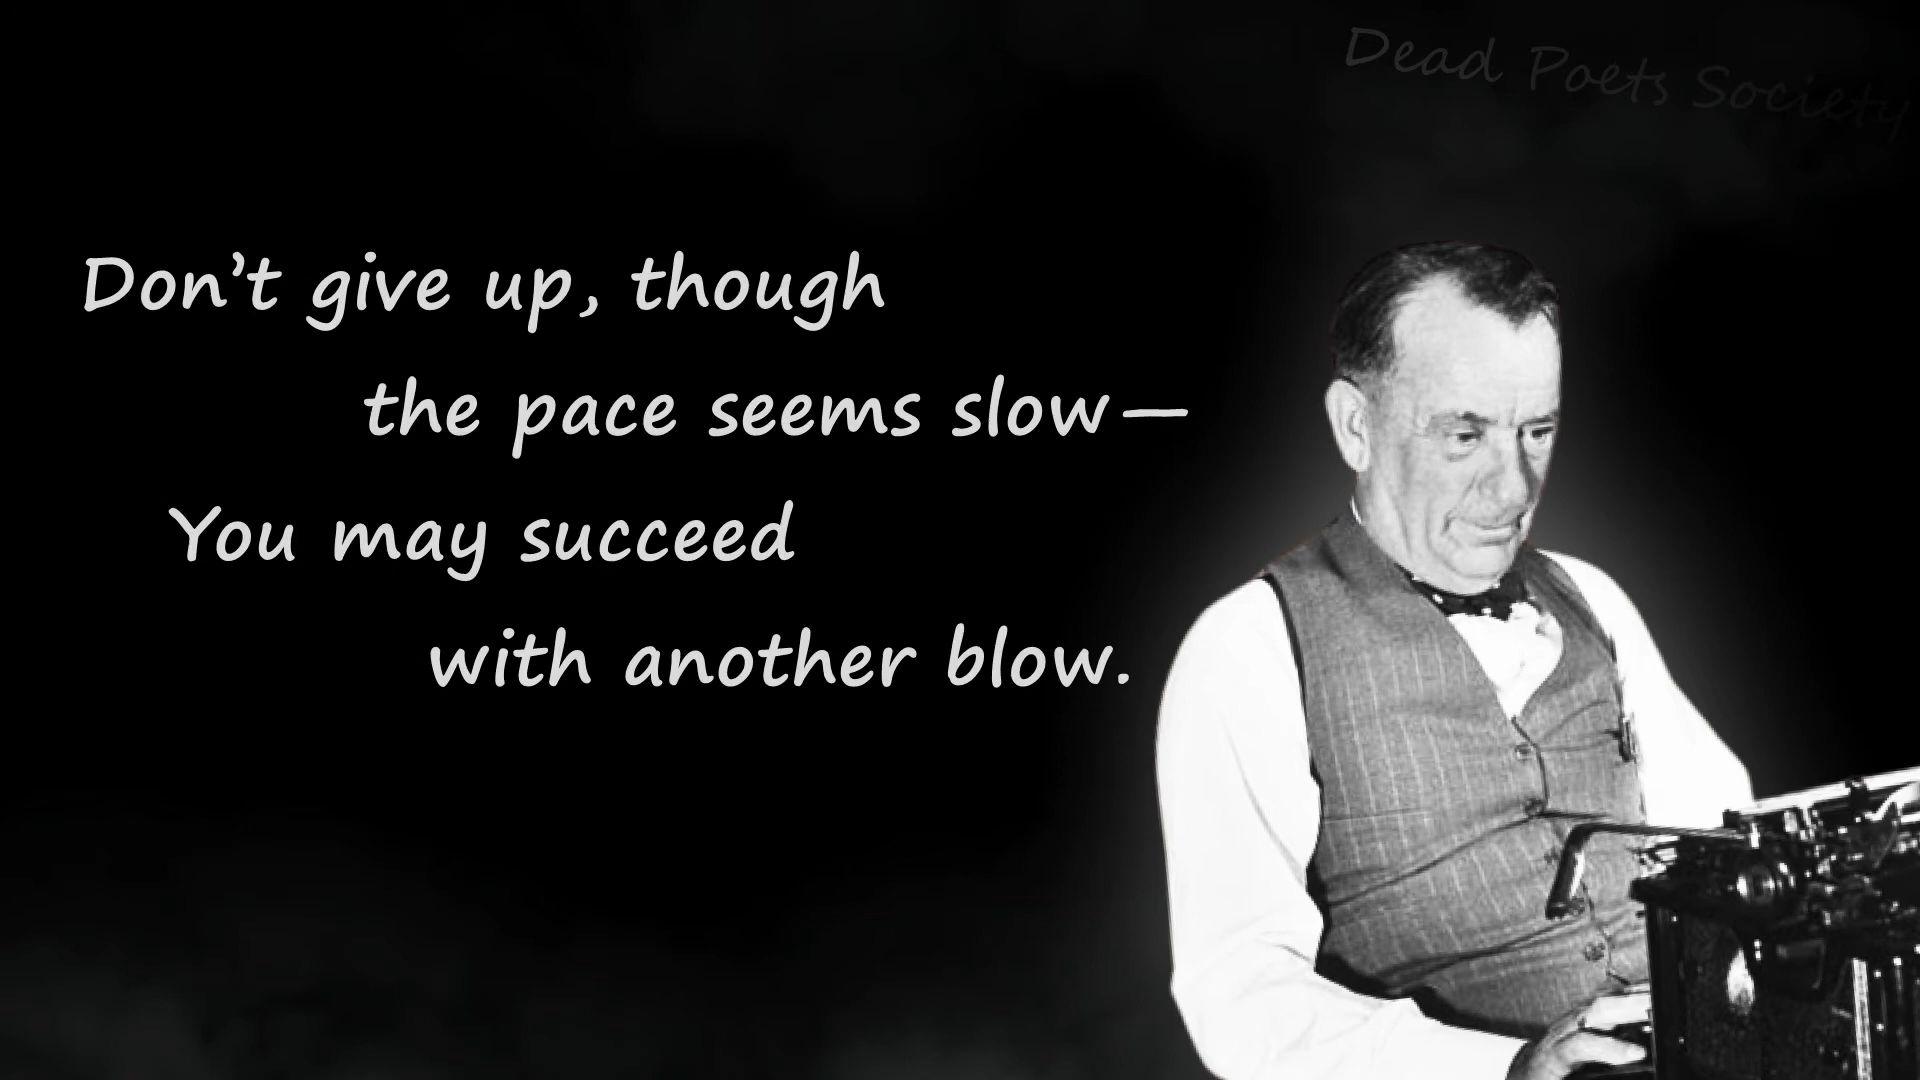 Dead Poets Society
Don't give up, though
the pace seems slow—
You may succeed
with another blow.